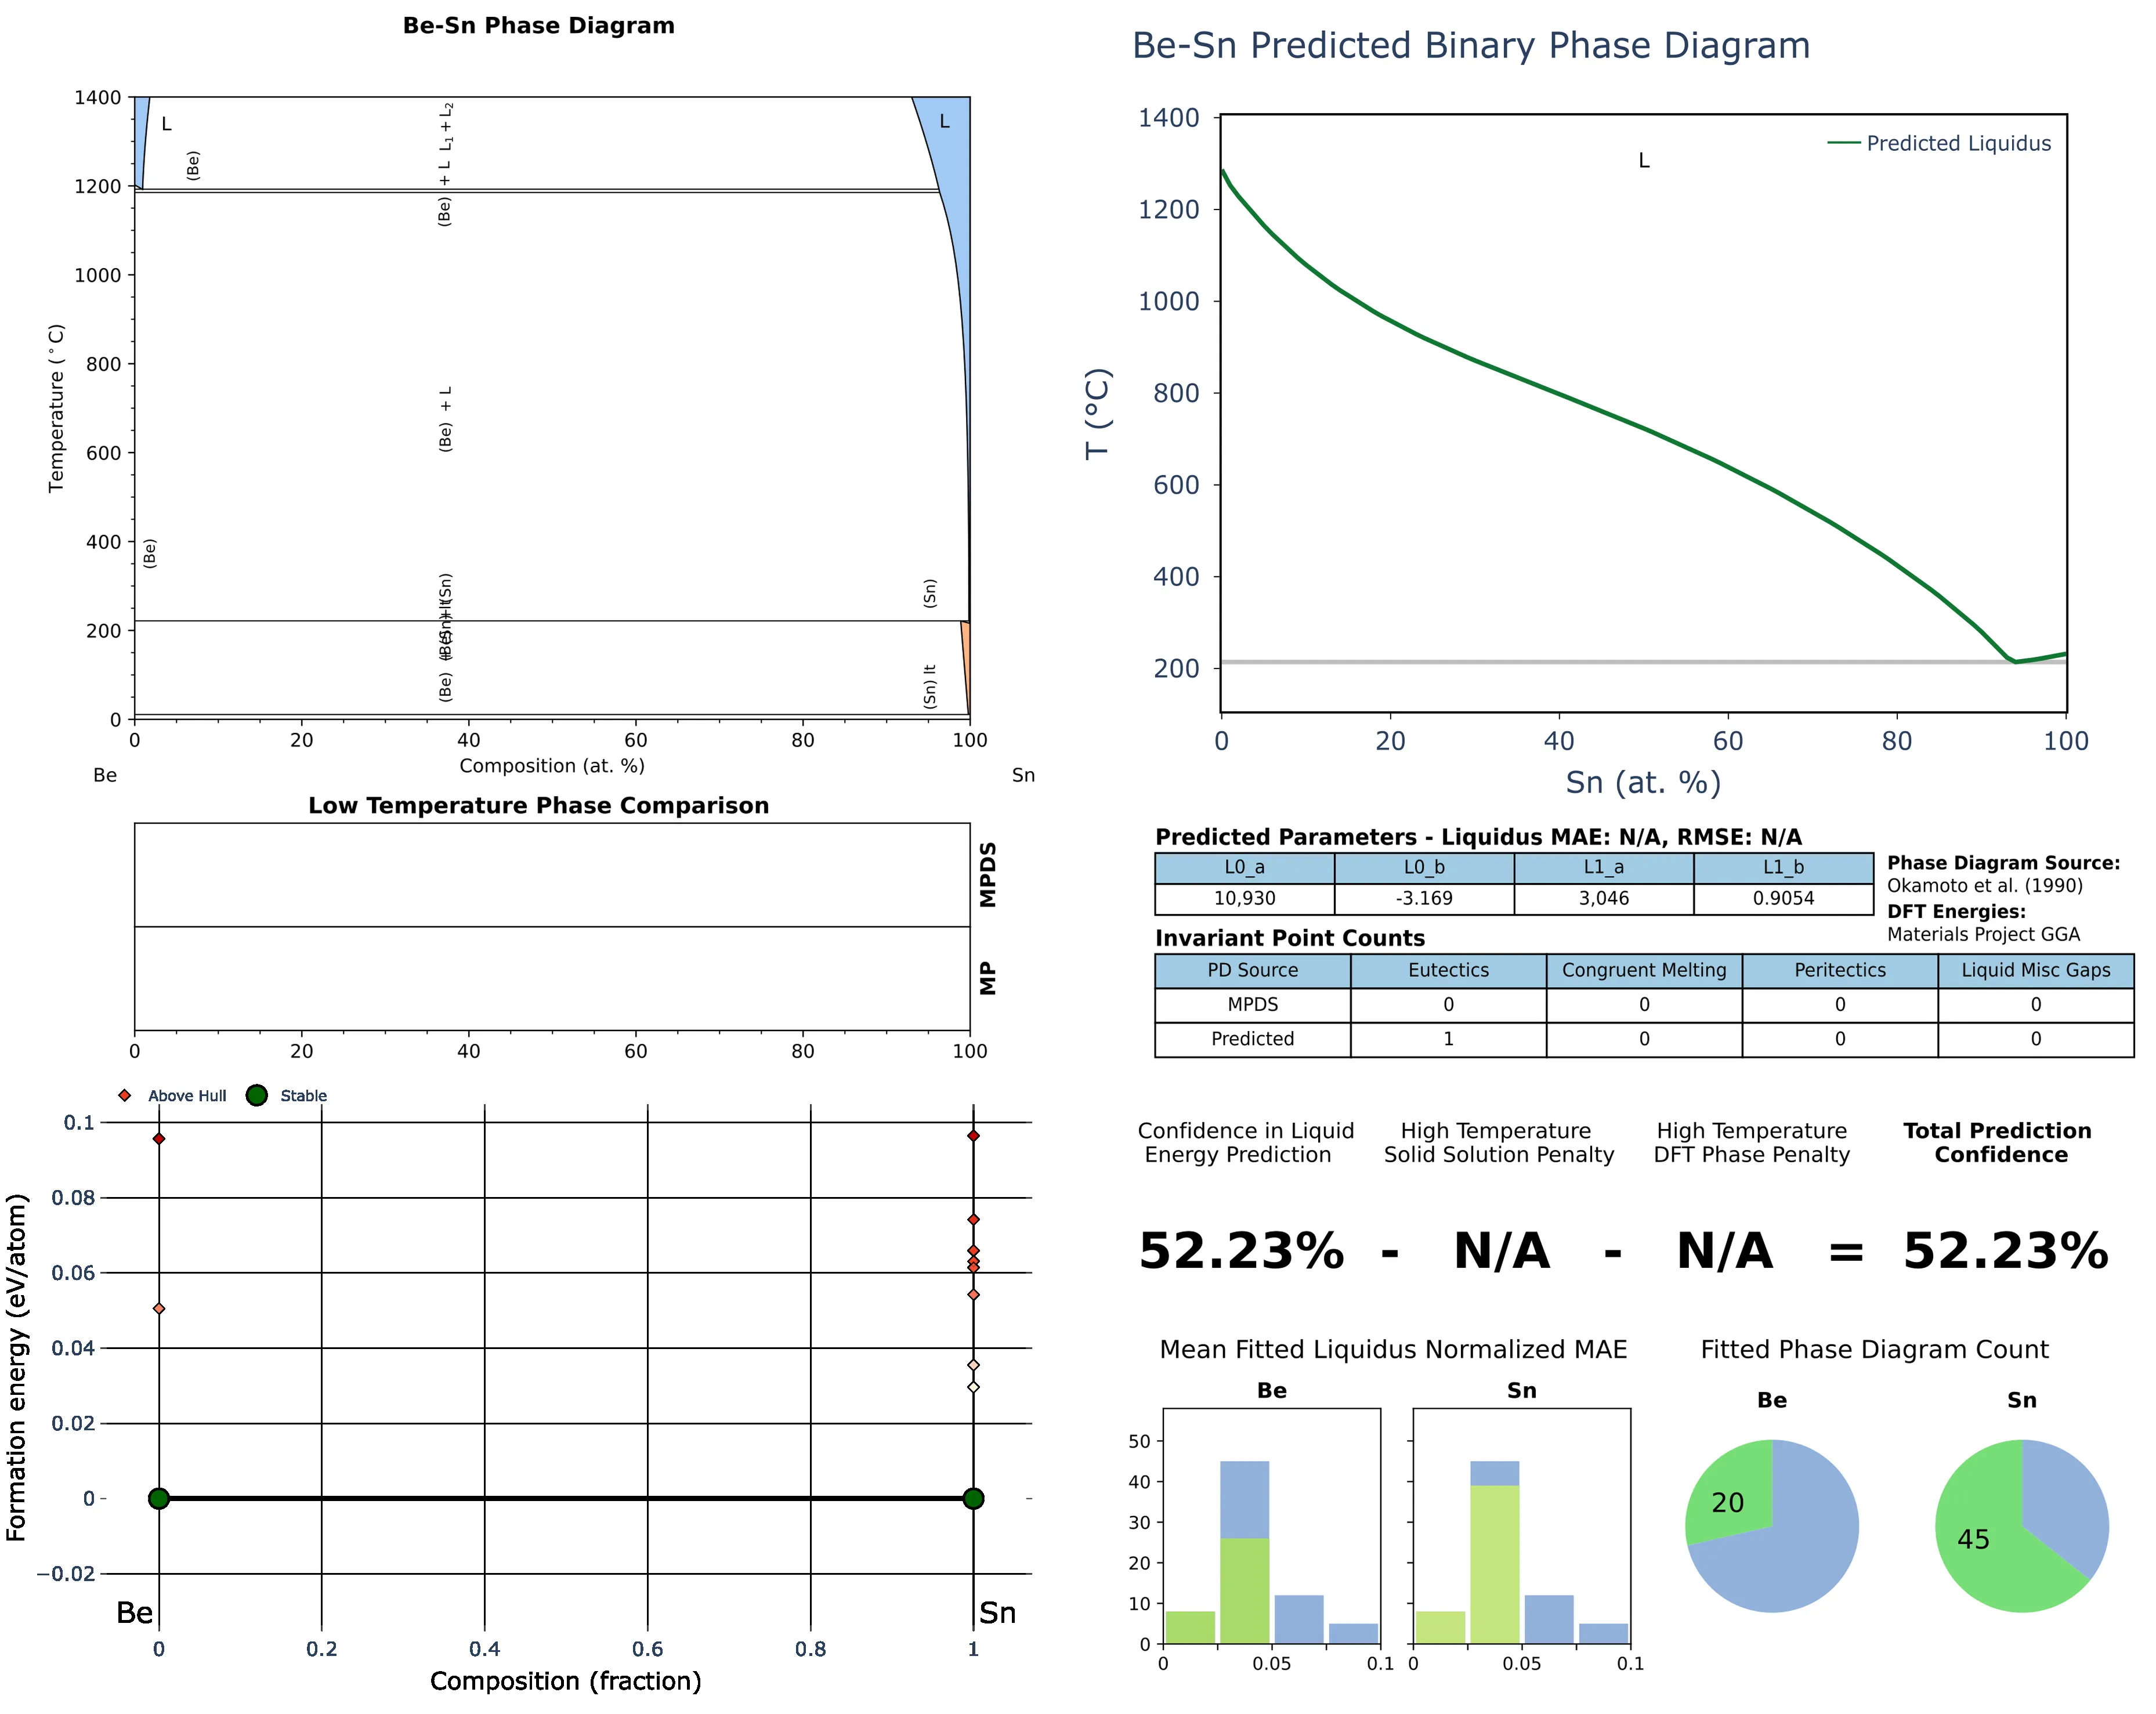 Be-Sn Phase Diagram
1400
1200
1000
800
600
400
200
0
Temperature (°C)
L
(Be)
(Be) + L L₁ + L₂
L
(Be) + L
(Be)
(Sn)
(Sn) lt
0 20 40 60 80 100
Composition (at. %)
Be Sn
Low Temperature Phase Comparison
MPDS
MP
0 20 40 60 80 100
Above Hull Stable
0.1
0.08
0.06
0.04
0.02
0
−0.02
Formation energy (eV/atom)
Be Sn
0 0.2 0.4 0.6 0.8 1
Composition (fraction)
Be-Sn Predicted Binary Phase Diagram
1400
1200
1000
800
600
400
200
T (°C)
L
Predicted Liquidus
0 20 40 60 80 100
Sn (at. %)
Predicted Parameters - Liquidus MAE: N/A, RMSE: N/A
L0_a L0_b L1_a L1_b
10,930 -3.169 3,046 0.9054
Phase Diagram Source:
Okamoto et al. (1990)
DFT Energies:
Materials Project GGA
Invariant Point Counts
PD Source Eutectics Congruent Melting Peritectics Liquid Misc Gaps
MPDS 0 0 0 0
Predicted 1 0 0 0
Confidence in Liquid
Energy Prediction
High Temperature
Solid Solution Penalty
High Temperature
DFT Phase Penalty
Total Prediction
Confidence
52.23% - N/A - N/A = 52.23%
Mean Fitted Liquidus Normalized MAE
Be Sn
50
40
30
20
10
0
0 0.05 0.1 0 0.05 0.1
Fitted Phase Diagram Count
Be Sn
20 45